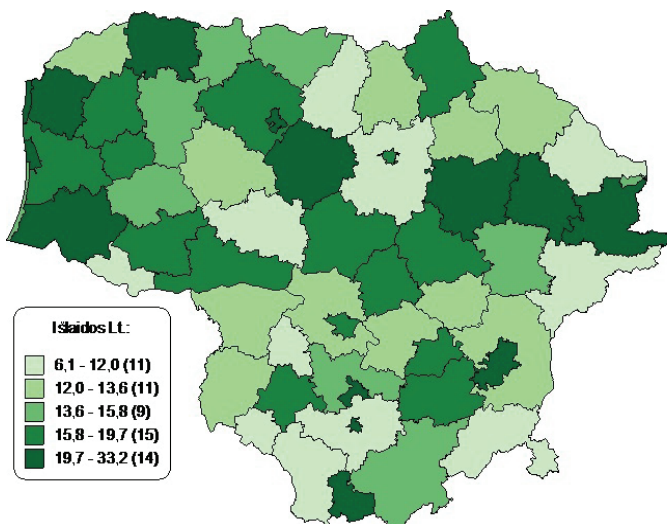 Išlaidos Lt.:
6,1 - 12,0 (11)
12,0 - 13,6 (11)
13,6 - 15,8 (9)
15,8 - 19,7 (15)
19,7 - 33,2 (14)